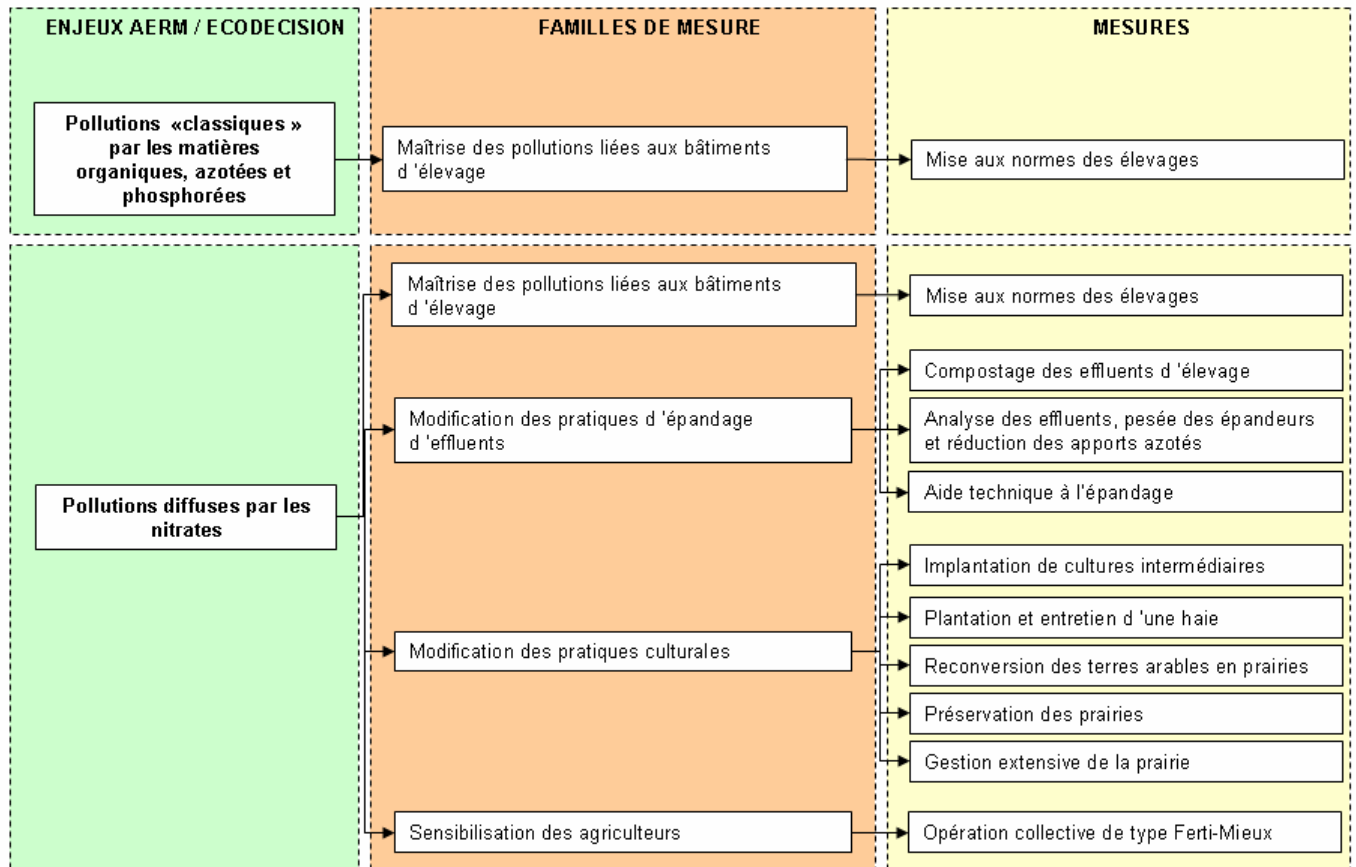 ENJEUX AERM / ECODECISION
FAMILLES DE MESURE
MESURES
Pollutions «classiques »
par les matières
organiques, azotées et
phosphorées
Maîtrise des pollutions liées aux bâtiments
d 'élevage
Mise aux normes des élevages
Pollutions diffuses par les
nitrates
Maîtrise des pollutions liées aux bâtiments
d 'élevage
Mise aux normes des élevages
Modification des pratiques d 'épandage
d 'effluents
Compostage des effluents d 'élevage
Analyse des effluents, pesée des épandeurs
et réduction des apports azotés
Aide technique à l'épandage
Modification des pratiques culturales
Implantation de cultures intermédiaires
Plantation et entretien d 'une haie
Reconversion des terres arables en prairies
Préservation des prairies
Gestion extensive de la prairie
Sensibilisation des agriculteurs
Opération collective de type Ferti-Mieux